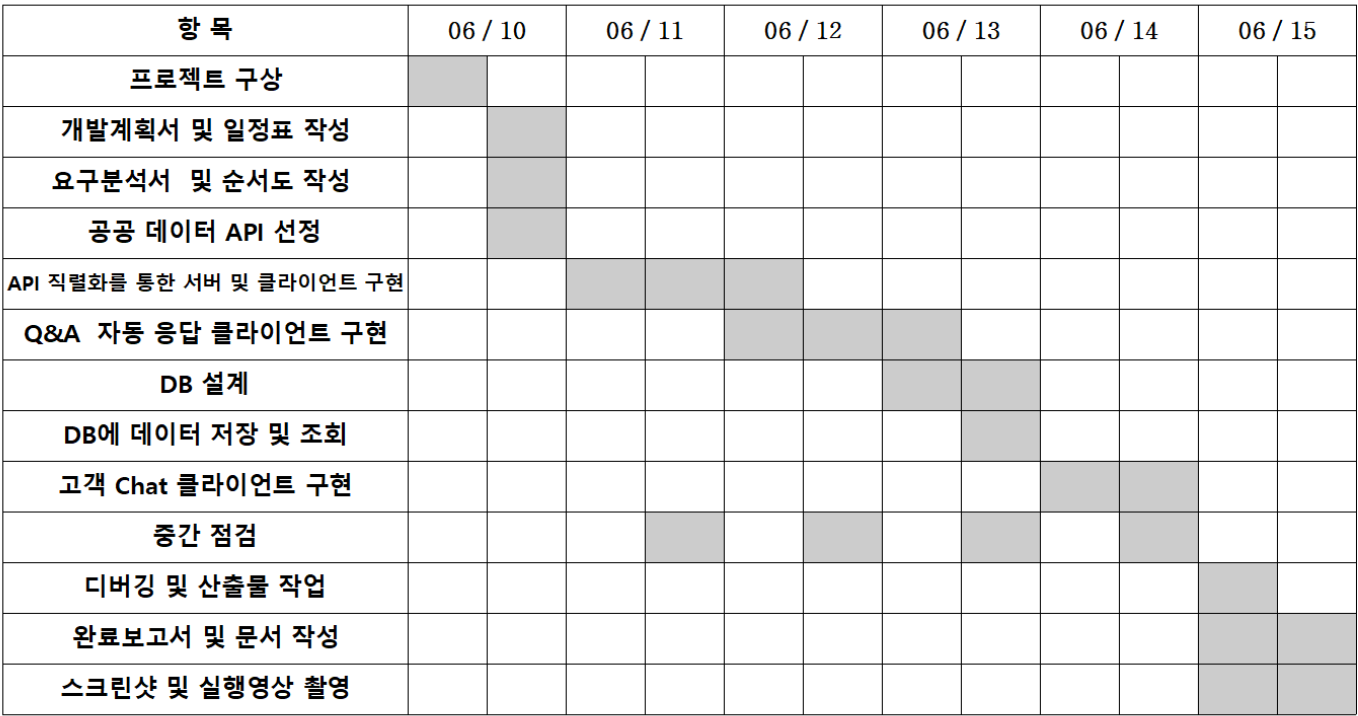 항 목 06 / 10 06 / 11 06 / 12 06 / 13 06 / 14 06 / 15
프로젝트 구상
개발계획서 및 일정표 작성
요구분석서 및 순서도 작성
공공 데이터 API 선정
API 직렬화를 통한 서버 및 클라이언트 구현
Q&A 자동 응답 클라이언트 구현
DB 설계
DB에 데이터 저장 및 조회
고객 Chat 클라이언트 구현
중간 점검
디버깅 및 산출물 작업
완료보고서 및 문서 작성
스크린샷 및 실행영상 촬영